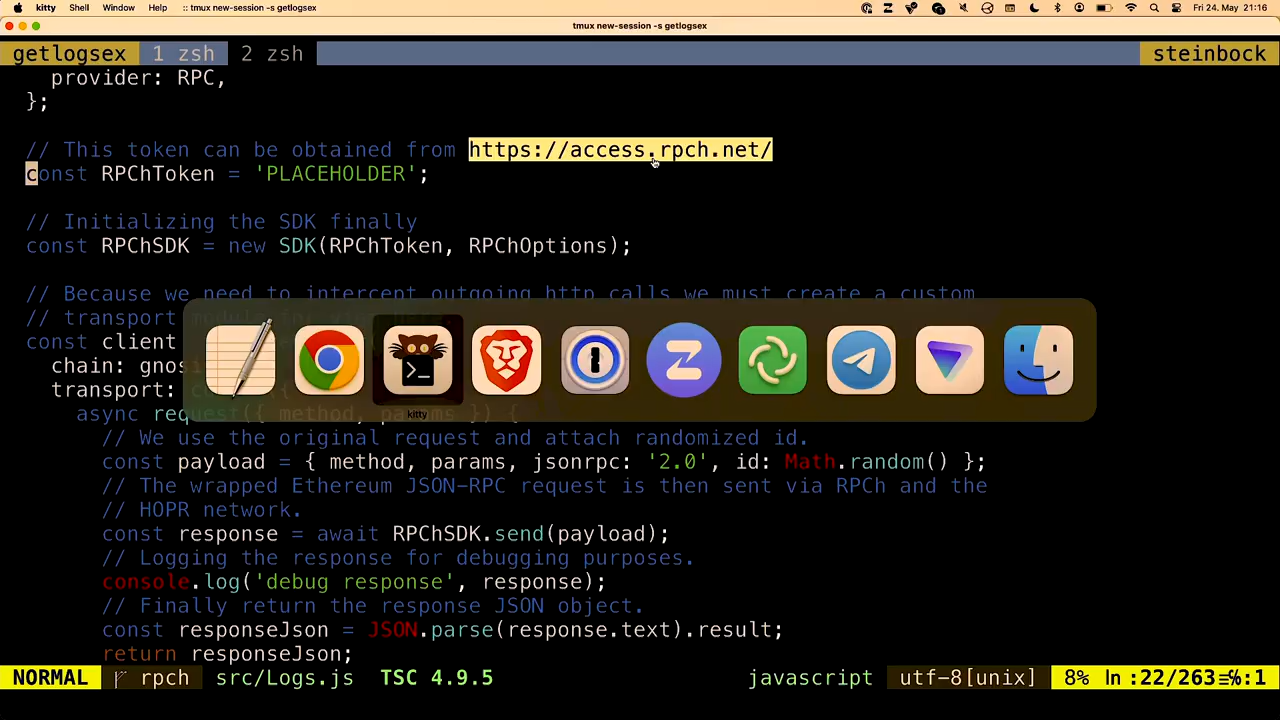 kitty Shell Window Help :: tmux new-session -s getlogsex Fri 24. May 21:16
tmux new-session -s getlogsex
getlogsex 1 zsh 2 zsh steinbock
provider: RPC,
};
// This token can be obtained from https://access.rpch.net/
const RPChToken = 'PLACEHOLDER';
// Initializing the SDK finally
const RPChSDK = new SDK(RPChToken, RPChOptions);
// Because we need to intercept outgoing http calls we must create a custom
// transport
const client
chain: gnos
transport:
async request({ method, params }) {
kitty
// We use the original request and attach randomized id.
const payload = { method, params, jsonrpc: '2.0', id: Math.random() };
// The wrapped Ethereum JSON-RPC request is then sent via RPCh and the
// HOPR network.
const response = await RPChSDK.send(payload);
// Logging the response for debugging purposes.
console.log('debug response', response);
// Finally return the response JSON object.
const responseJson = JSON.parse(response.text).result;
return responseJson;
NORMAL rpch src/Logs.js TSC 4.9.5 javascript utf-8[unix] 8% ln :22/263≡℅:1